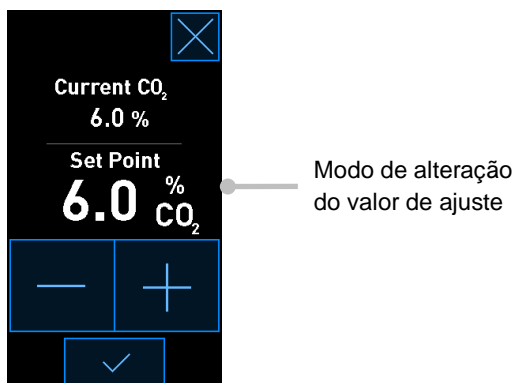 Current CO₂
6.0 %
Set Point
6.0 % CO₂
Modo de alteração
do valor de ajuste